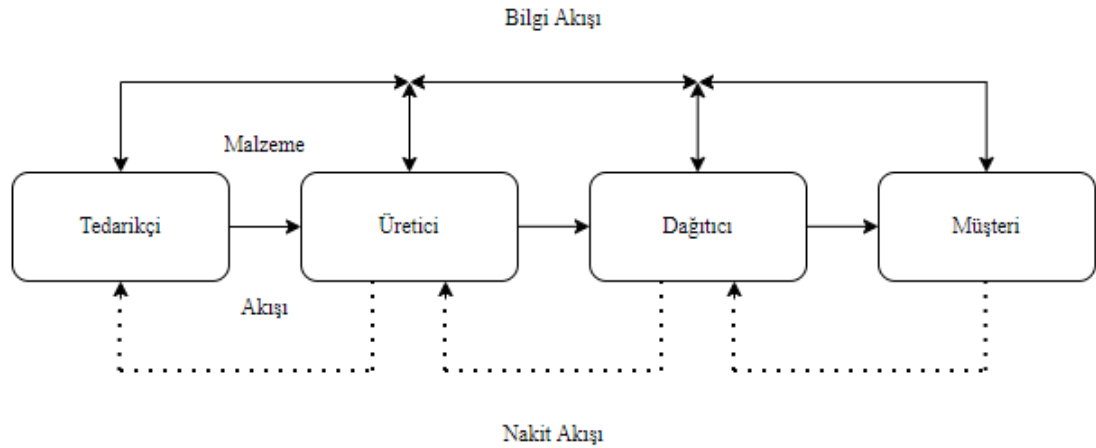 Bilgi Akışı
Malzeme
Tedarikçi
Üretici
Dağıtıcı
Müşteri
Akışı
Nakit Akışı